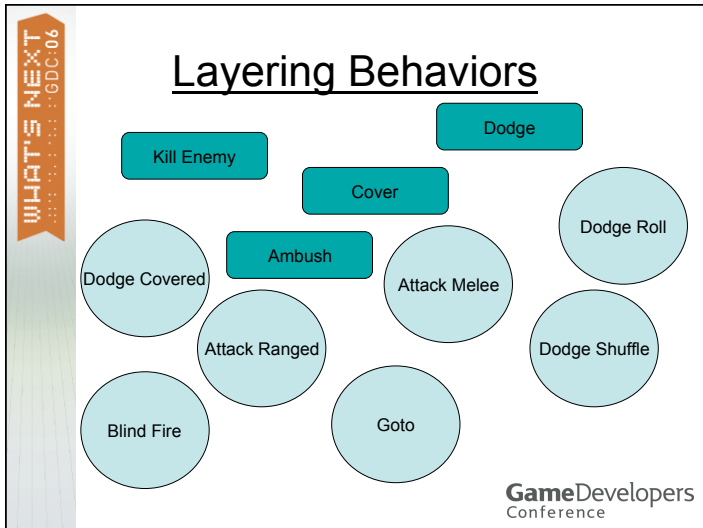 WHAT'S NEXT
GDC:06
Layering Behaviors
Dodge
Kill Enemy
Cover
Dodge Roll
Ambush
Dodge Covered
Attack Melee
Attack Ranged
Dodge Shuffle
Blind Fire
Goto
GameDevelopers
Conference